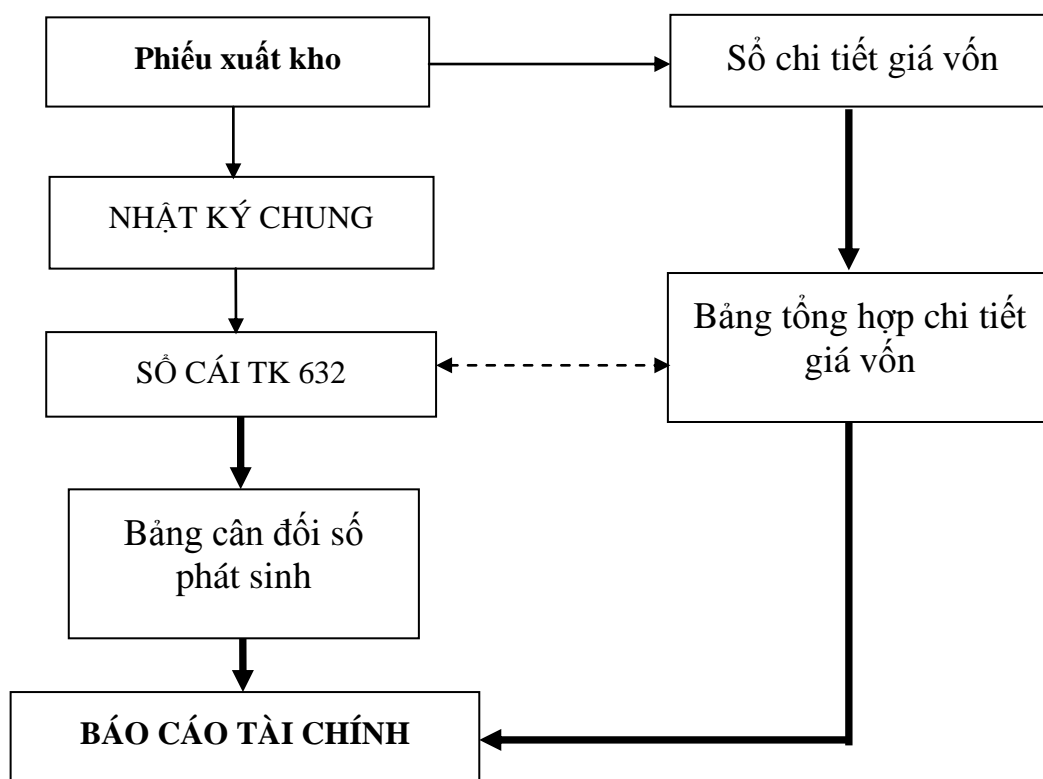 Phiếu xuất kho
Sổ chi tiết giá vốn
NHẬT KÝ CHUNG
SỔ CÁI TK 632
Bảng tổng hợp chi tiết
giá vốn
Bảng cân đối số
phát sinh
BÁO CÁO TÀI CHÍNH